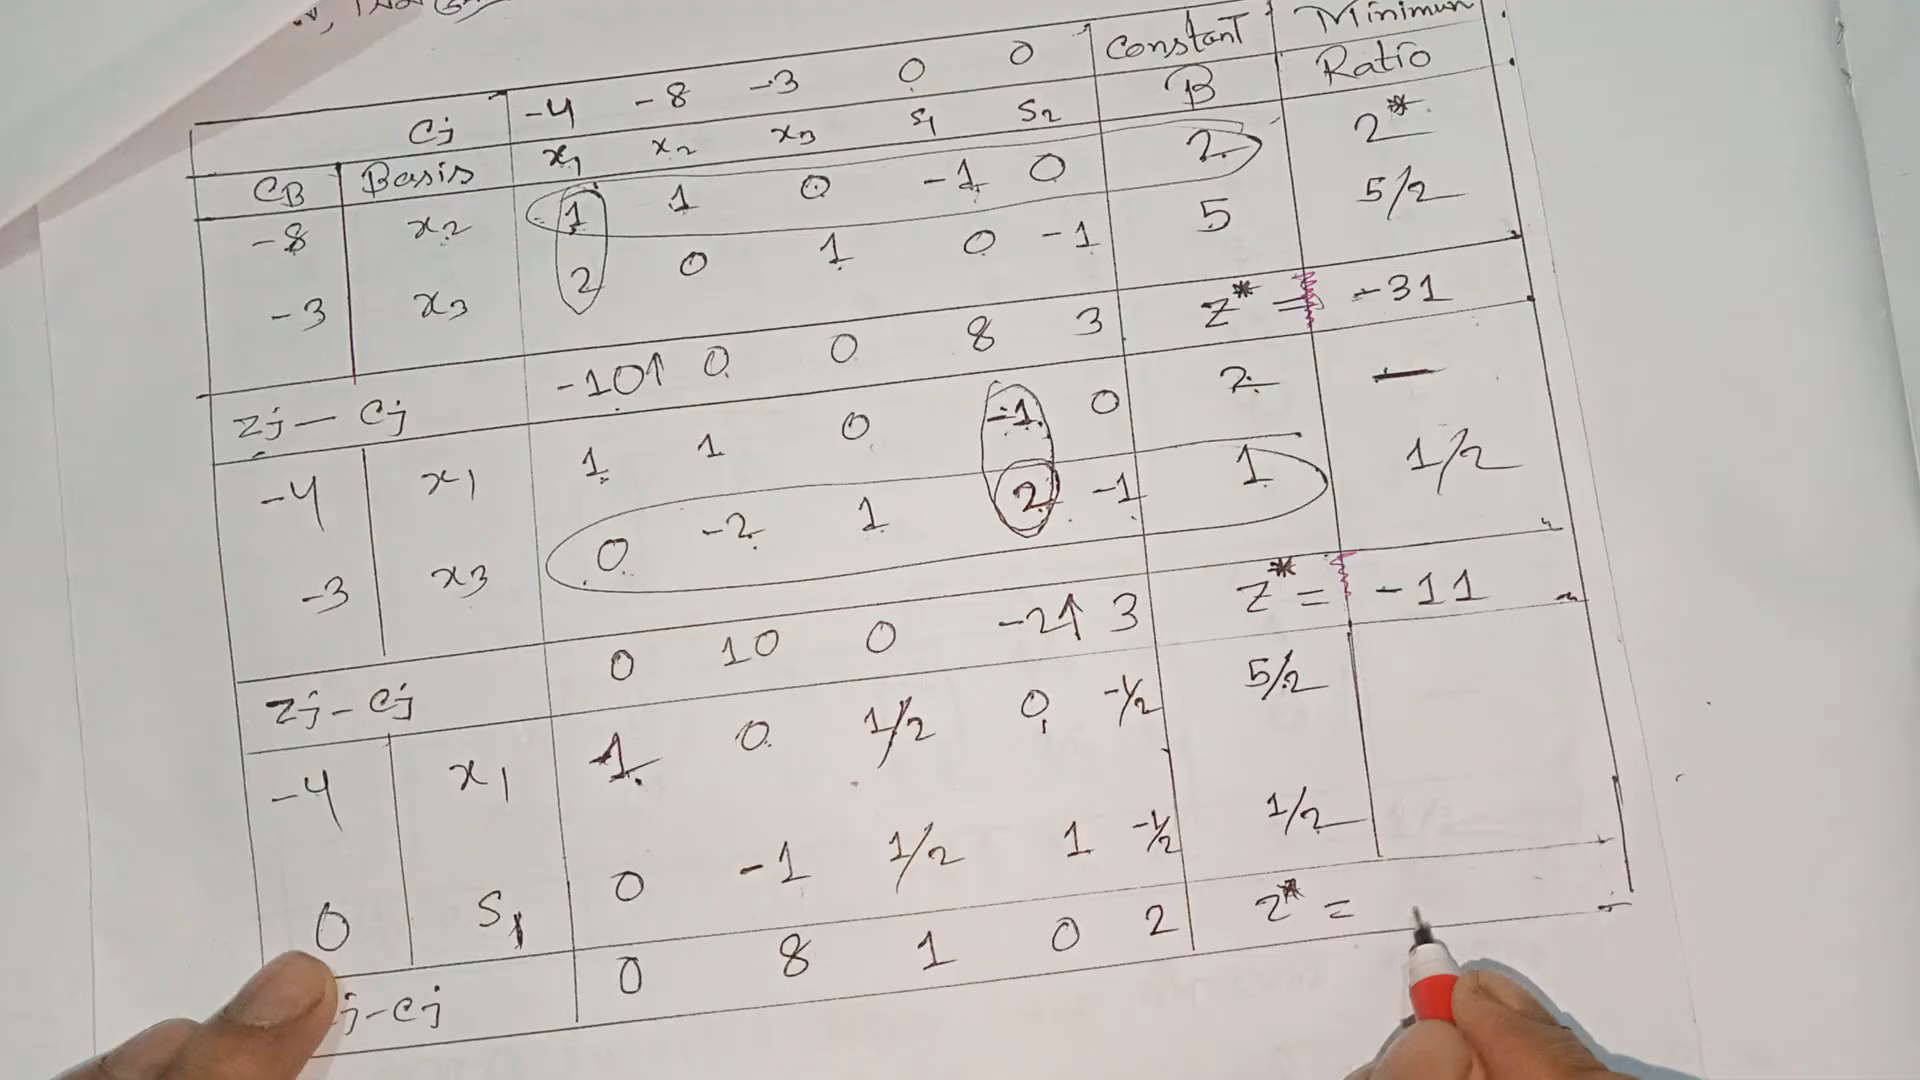 Cj -4 -8 -3 0 0 Constant Minimum
CB Basis x1 x2 x3 s1 s2 B Ratio
-8 x2 1 1 0 -1 0 2 2*
-3 x3 2 0 1 0 -1 5 5/2
Zj - Cj -10↑ 0 0 8 3 Z* = -31
-4 x1 1 1 0 -1 0 2 —
-3 x3 0 -2 1 2 -1 1 1/2
Zj - Cj 0 10 0 -2↑ 3 Z* = -11
-4 x1 1 0 1/2 0 -1/2 5/2
0 S1 0 -1 1/2 1 -1/2 1/2
j - Cj 0 8 1 0 2 Z* =